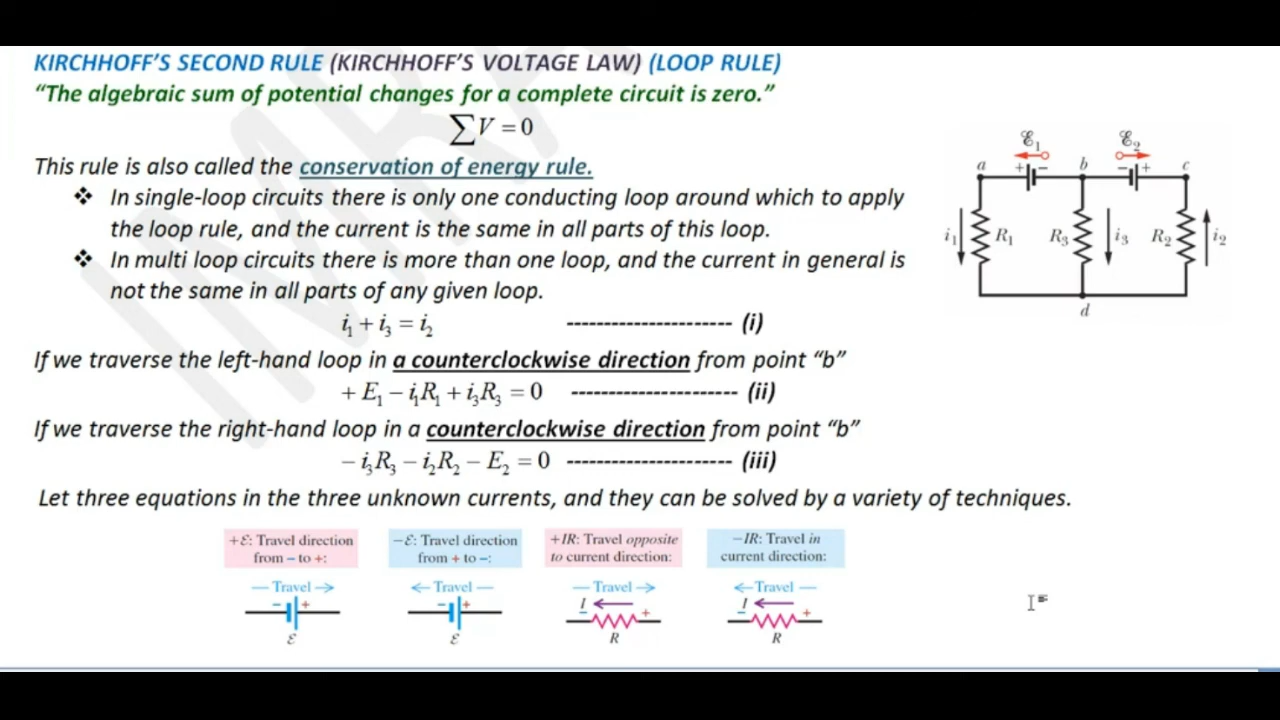 KIRCHHOFF'S SECOND RULE (KIRCHHOFF'S VOLTAGE LAW) (LOOP RULE)
“The algebraic sum of potential changes for a complete circuit is zero.”
∑V = 0
This rule is also called the conservation of energy rule.
❖ In single-loop circuits there is only one conducting loop around which to apply
the loop rule, and the current is the same in all parts of this loop.
❖ In multi loop circuits there is more than one loop, and the current in general is
not the same in all parts of any given loop.
i₁ + i₃ = i₂ ---------------------- (i)
If we traverse the left-hand loop in a counterclockwise direction from point “b”
+ E₁ − i₁R₁ + i₃R₃ = 0 ---------------------- (ii)
If we traverse the right-hand loop in a counterclockwise direction from point “b”
− i₃R₃ − i₂R₂ − E₂ = 0 ---------------------- (iii)
Let three equations in the three unknown currents, and they can be solved by a variety of techniques.
ℰ₁ ℰ₂
a + − b − + c
i₁ R₁ R₃ i₃ R₂ i₂
d
+ℰ: Travel direction
from – to +:
— Travel →
− +
ℰ
−ℰ: Travel direction
from + to –:
← Travel —
− +
ℰ
+IR: Travel opposite
to current direction:
— Travel →
I ←
− +
R
−IR: Travel in
current direction:
← Travel —
I ←
− +
R